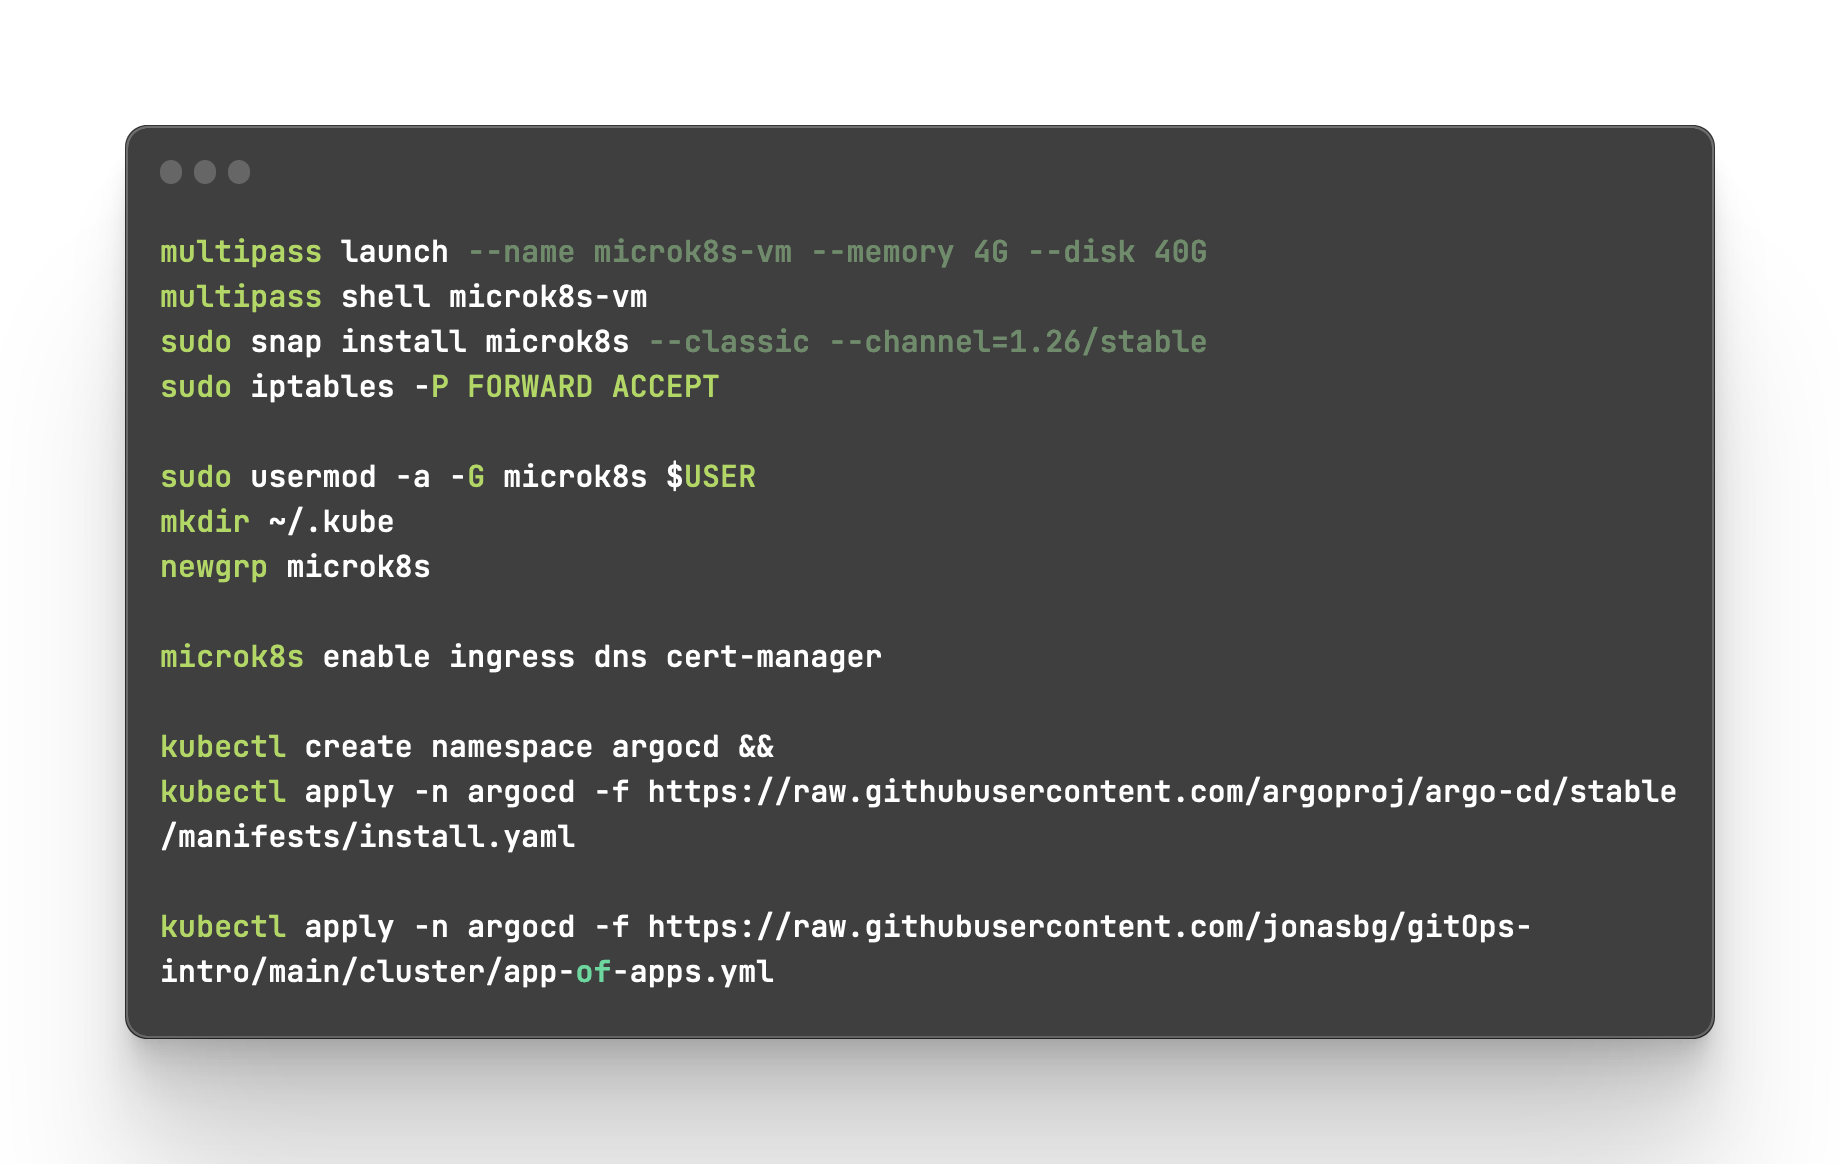 multipass launch --name microk8s-vm --memory 4G --disk 40G
multipass shell microk8s-vm
sudo snap install microk8s --classic --channel=1.26/stable
sudo iptables -P FORWARD ACCEPT
sudo usermod -a -G microk8s $USER
mkdir ~/.kube
newgrp microk8s
microk8s enable ingress dns cert-manager
kubectl create namespace argocd &&
kubectl apply -n argocd -f https://raw.githubusercontent.com/argoproj/argo-cd/stable
/manifests/install.yaml
kubectl apply -n argocd -f https://raw.githubusercontent.com/jonasbg/gitOps-
intro/main/cluster/app-of-apps.yml